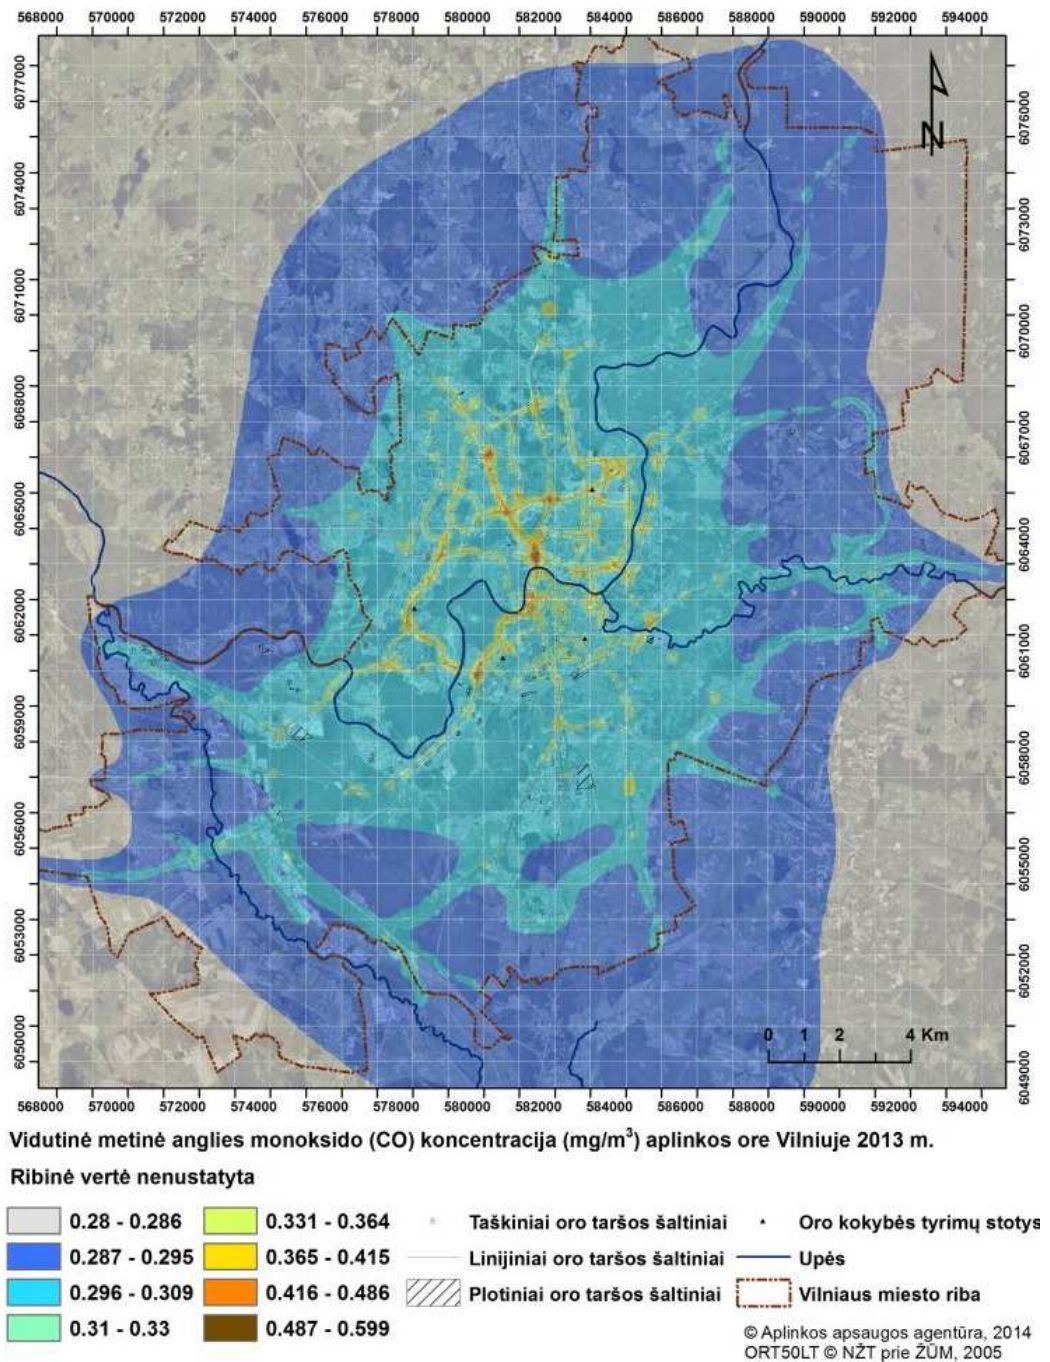 568000 570000 572000 574000 576000 578000 580000 582000 584000 586000 588000 590000 592000 594000
6077000
6074000
6071000
6068000
6065000
6062000
6059000
6056000
6053000
6050000
6076000
6073000
6070000
6067000
6064000
6061000
6058000
6055000
6052000
6049000
N
0 1 2 4 Km
568000 570000 572000 574000 576000 578000 580000 582000 584000 586000 588000 590000 592000 594000
Vidutinė metinė anglies monoksido (CO) koncentracija (mg/m³) aplinkos ore Vilniuje 2013 m.
Ribinė vertė nenustatyta
0.28 - 0.286
0.287 - 0.295
0.296 - 0.309
0.31 - 0.33
0.331 - 0.364
0.365 - 0.415
0.416 - 0.486
0.487 - 0.599
Taškiniai oro taršos šaltiniai
Linijiniai oro taršos šaltiniai
Plotiniai oro taršos šaltiniai
Oro kokybės tyrimų stotys
Upės
Vilniaus miesto riba
© Aplinkos apsaugos agentūra, 2014
ORT50LT © NŽT prie ŽŪM, 2005